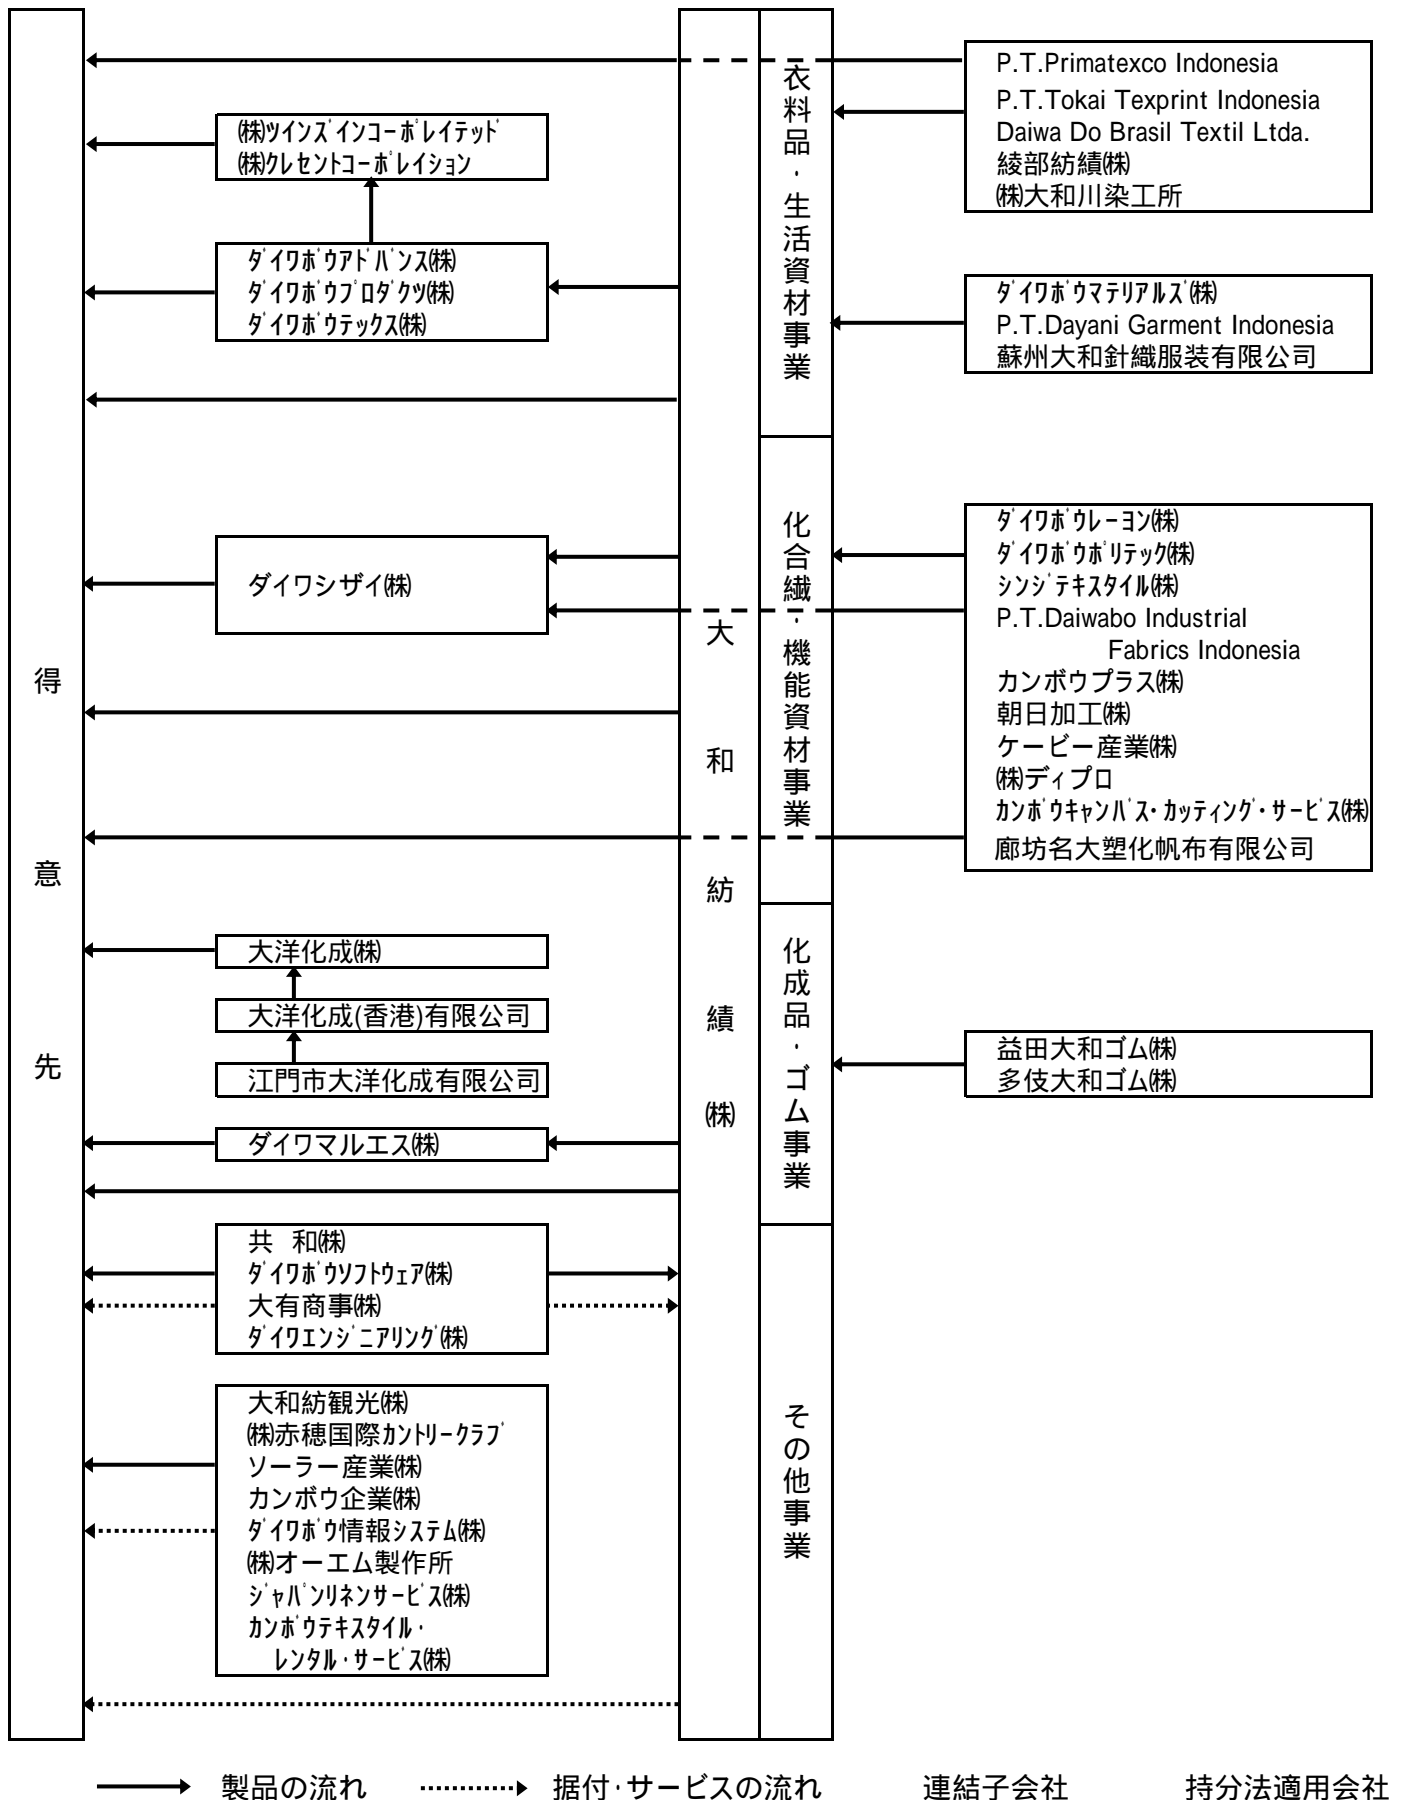 得意先
大和紡績㈱
衣料品・生活資材事業
化合繊・機能資材事業
化成品・ゴム事業
その他事業
㈱ツインズインコーポレイテッド
㈱クレセントコーポレイション
ダイワボウアドバンス㈱
ダイワボウプロダクツ㈱
ダイワボウテックス㈱
ダイワシザイ㈱
大洋化成㈱
大洋化成(香港)有限公司
江門市大洋化成有限公司
ダイワマルエス㈱
共 和㈱
ダイワボウソフトウェア㈱
大有商事㈱
ダイワエンジニアリング㈱
大和紡観光㈱
㈱赤穂国際カントリークラブ
ソーラー産業㈱
カンボウ企業㈱
ダイワボウ情報システム㈱
㈱オーエム製作所
ジャパンリネンサービス㈱
カンボウテキスタイル・
レンタル・サービス㈱
P.T.Primatexco Indonesia
P.T.Tokai Texprint Indonesia
Daiwa Do Brasil Textil Ltda.
綾部紡績㈱
㈱大和川染工所
ダイワボウマテリアルズ㈱
P.T.Dayani Garment Indonesia
蘇州大和針織服装有限公司
ダイワボウレーヨン㈱
ダイワボウポリテック㈱
シンジテキスタイル㈱
P.T.Daiwabo Industrial
Fabrics Indonesia
カンボウプラス㈱
朝日加工㈱
ケービー産業㈱
㈱ディプロ
カンボウキャンバス・カッティング・サービス㈱
廊坊名大塑化帆布有限公司
益田大和ゴム㈱
多伎大和ゴム㈱
製品の流れ 据付・サービスの流れ 連結子会社 持分法適用会社